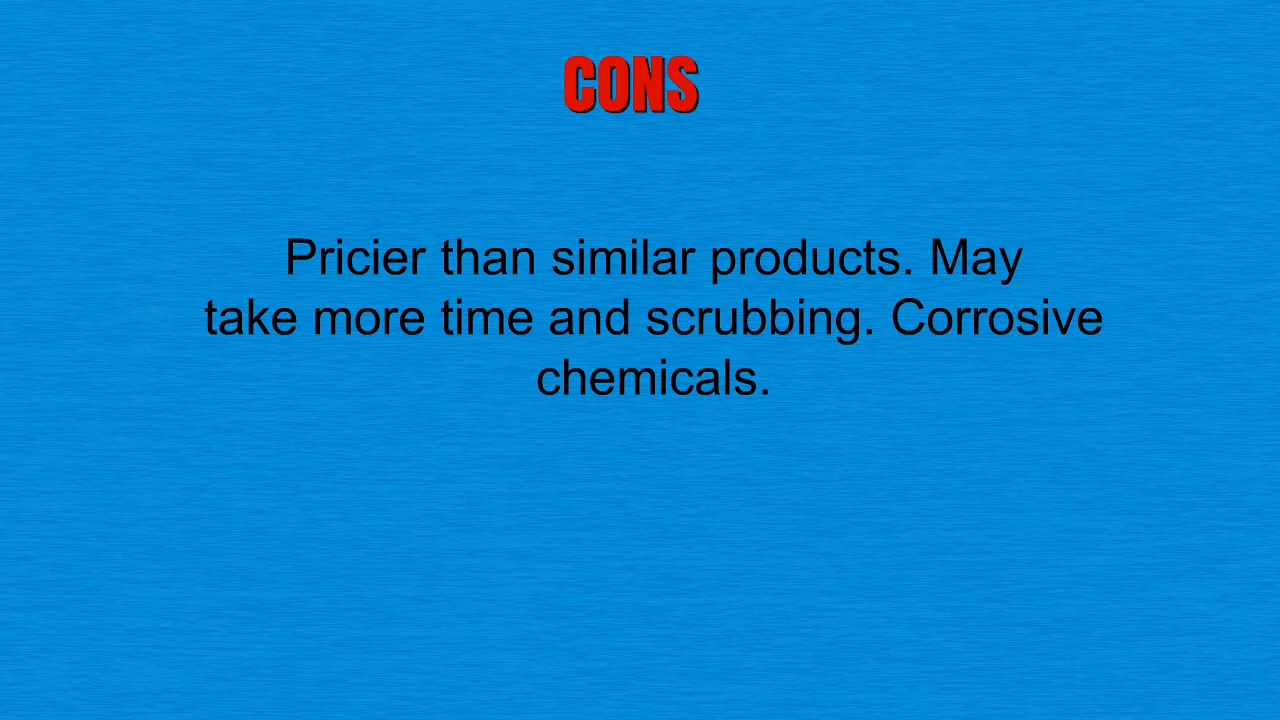 CONS
Pricier than similar products. May
take more time and scrubbing. Corrosive
chemicals.